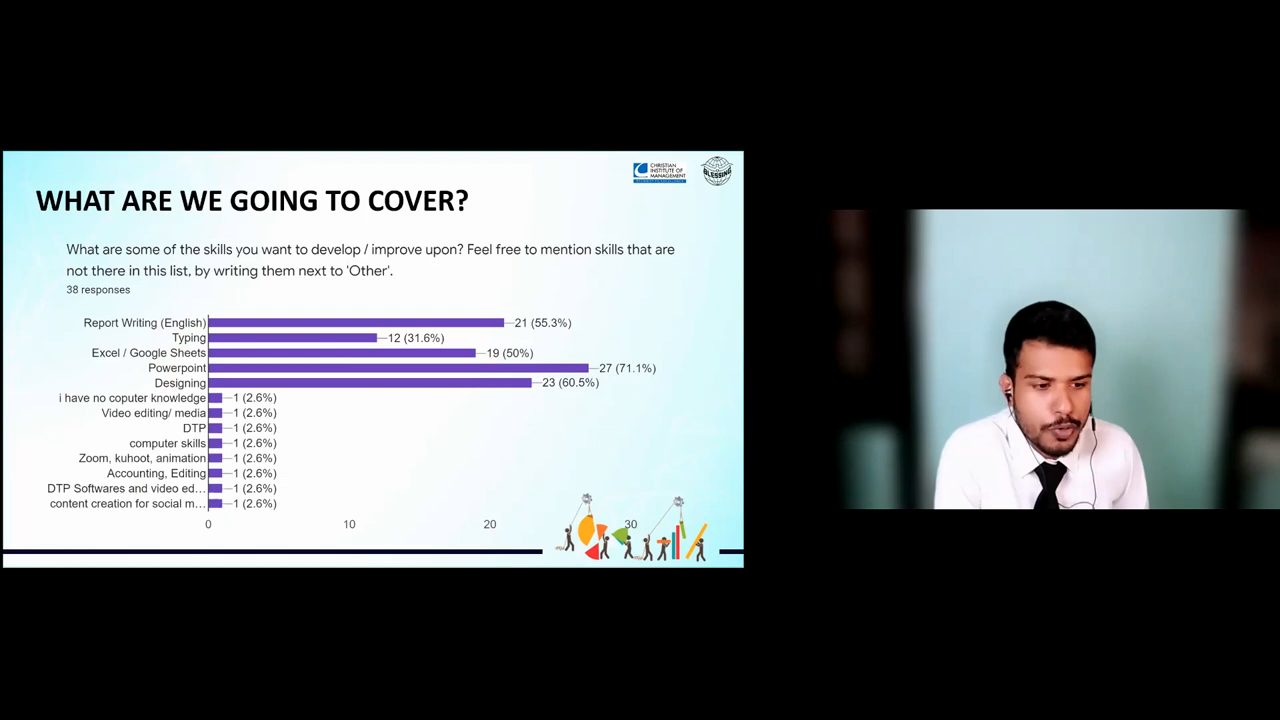 CHRISTIAN
INSTITUTE OF
MANAGEMENT
BLESSING
WHAT ARE WE GOING TO COVER?
What are some of the skills you want to develop / improve upon? Feel free to mention skills that are
not there in this list, by writing them next to 'Other'.
38 responses
Report Writing (English) 21 (55.3%)
Typing 12 (31.6%)
Excel / Google Sheets 19 (50%)
Powerpoint 27 (71.1%)
Designing 23 (60.5%)
i have no coputer knowledge 1 (2.6%)
Video editing/ media 1 (2.6%)
DTP 1 (2.6%)
computer skills 1 (2.6%)
Zoom, kuhoot, animation 1 (2.6%)
Accounting, Editing 1 (2.6%)
DTP Softwares and video ed... 1 (2.6%)
content creation for social m... 1 (2.6%)
0 10 20 30